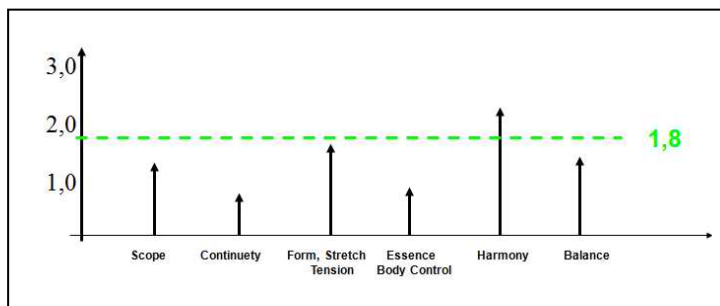 3,0
2,0
1,8
1,0
Scope
Continuety
Form, Stretch
Tension
Essence
Body Control
Harmony
Balance